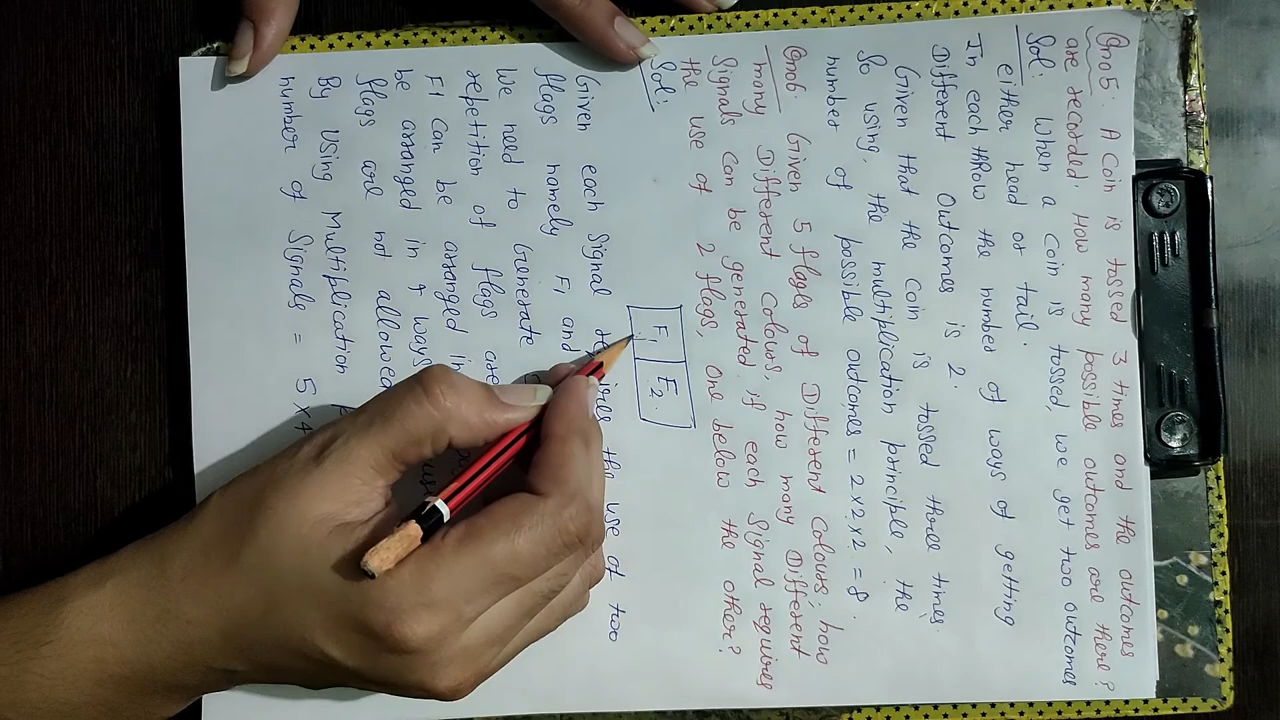 Qno5: A Coin is tossed 3 times and the outcomes
are recorded. How many possible outcomes are there?
Sol: When a Coin is tossed, we get two outcomes
either head or tail.
In each throw the number of ways of getting
Different Outcomes is 2.
Given that the Coin is tossed three times.
So using, the multiplication principle, the
number of possible outcomes = 2×2×2 = 8.
Qno6. Given 5 flages of Different Colours; how
many Different Colours, how many Different
Signals can be generated if each Signal requires
the use of 2 flags, one below the other?
Sol:
F1 F2.
Given each Signal requires the use of two
flags namely F1 and
We need to Generate
repetition of flags are
F1 can be arranged in
be arranged in 4 ways
flags are not allowed
By Using Multiplication
number of Signals = 5×4